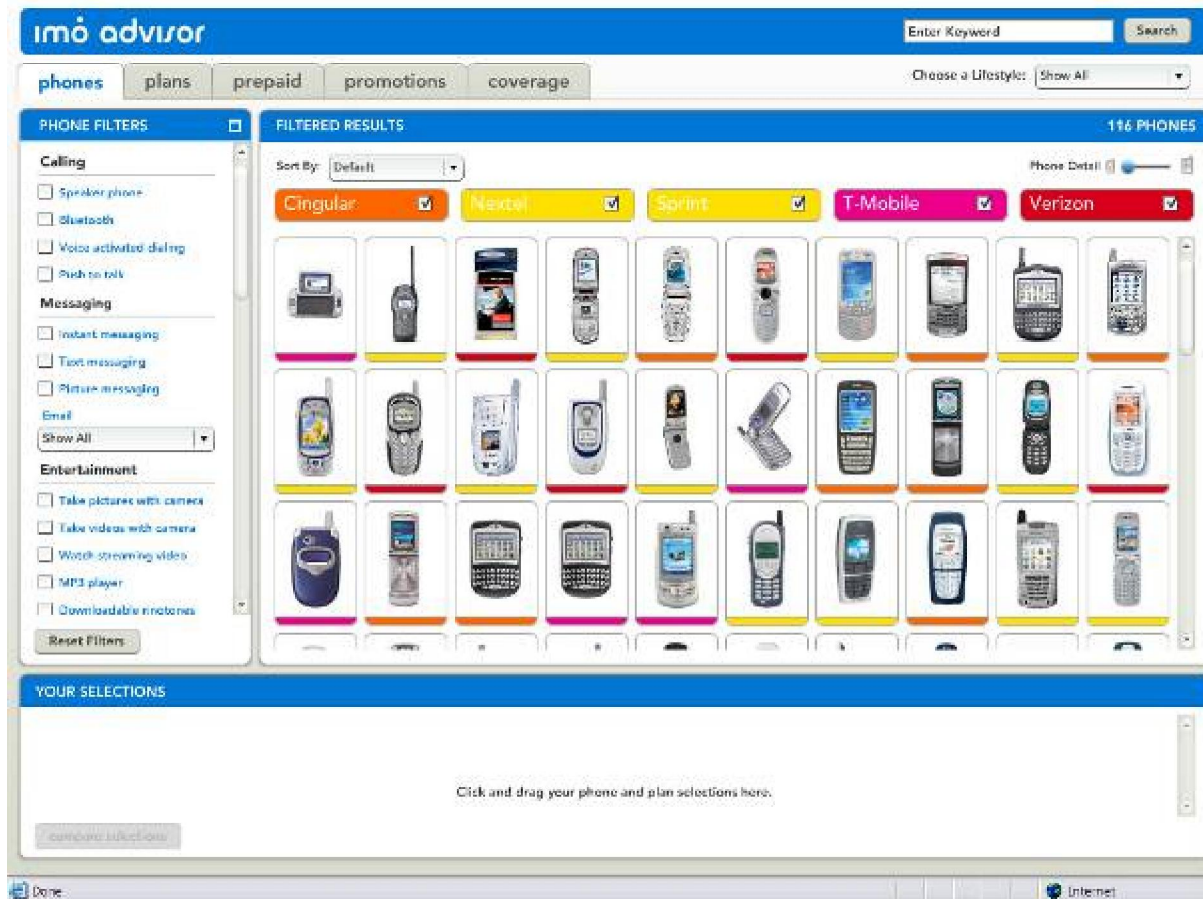 imo advisor
Enter Keyword
Search
phones
plans
prepaid
promotions
coverage
Choose a Lifestyle:
Show All
PHONE FILTERS
FILTERED RESULTS
116 PHONES
Calling
Speaker phone
Bluetooth
Voice activated dialing
Push to talk
Messaging
Instant messaging
Text messaging
Picture messaging
Email
Show All
Entertainment
Take pictures with camera
Take videos with camera
Watch streaming video
MP3 player
Downloadable ringtones
Reset Filters
Sort By:
Default
Phone Detail
Cingular
Nextel
Sprint
T-Mobile
Verizon
YOUR SELECTIONS
Click and drag your phone and plan selections here.
compare selections
Done
Internet